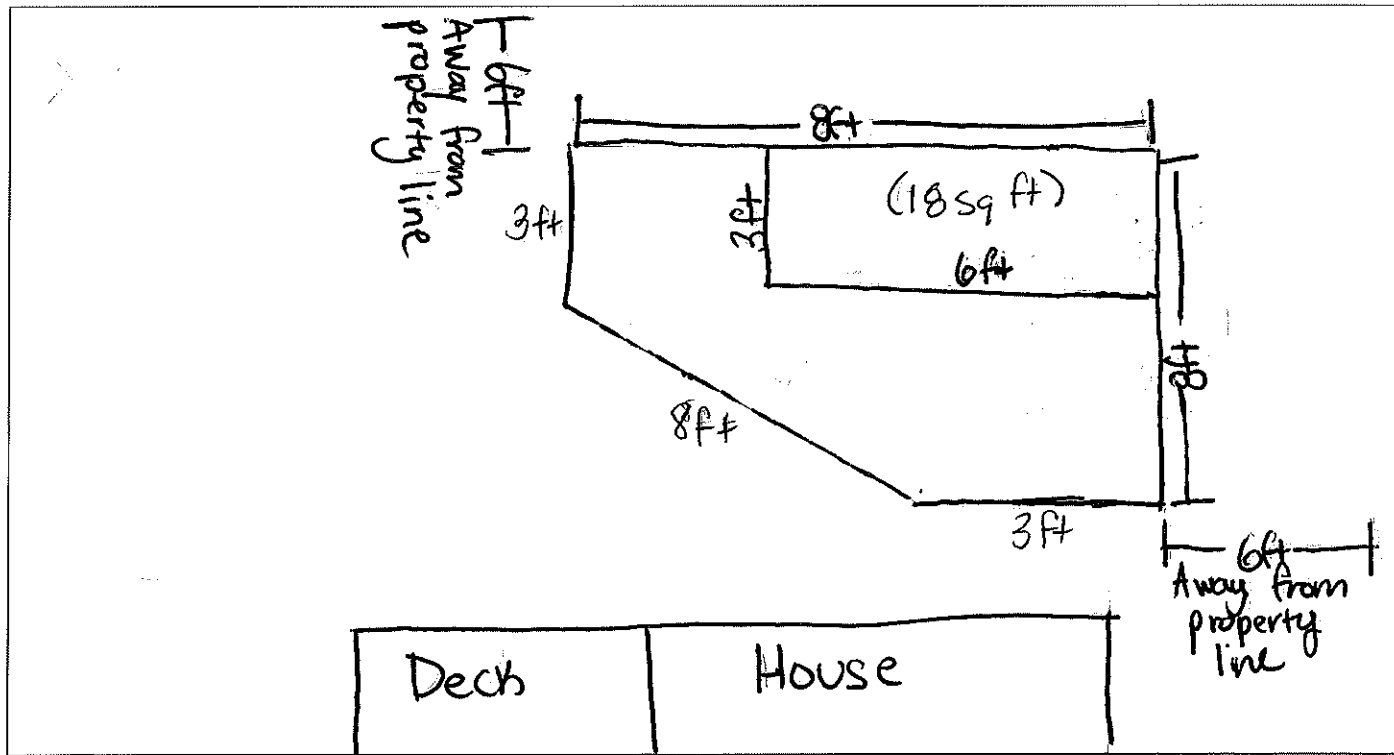 6ft
Away from
property line
8ft
3ft
3ft
(18 sq ft)
6ft
8ft
8ft
3ft
6ft
Away from
property
line
Deck
House